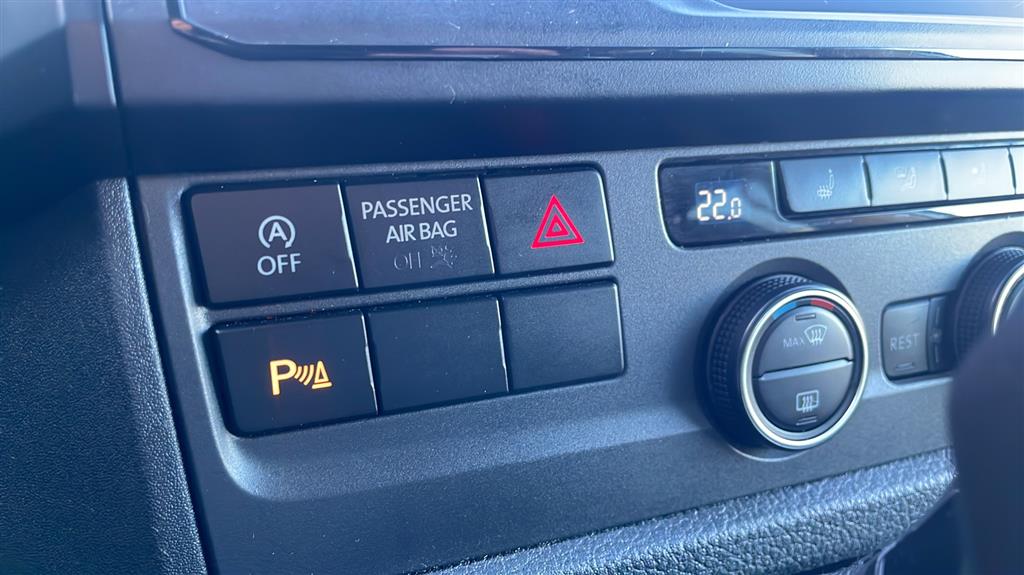 A
OFF
PASSENGER
AIR BAG
OFF
22.0
MAX
REST
P